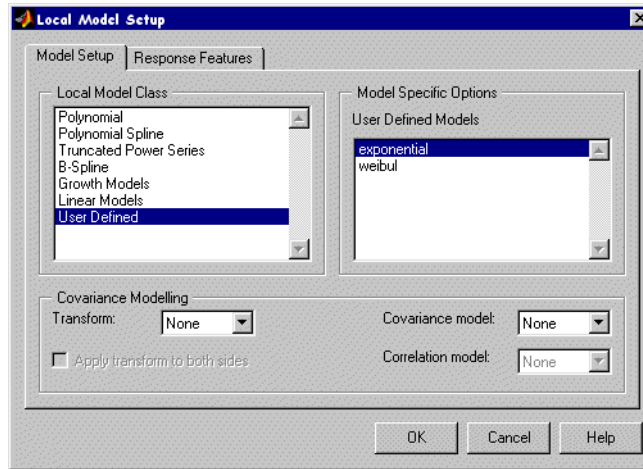 Local Model Setup
Model Setup
Response Features
Local Model Class
Polynomial
Polynomial Spline
Truncated Power Series
B-Spline
Growth Models
Linear Models
User Defined
Model Specific Options
User Defined Models
exponential
weibul
Covariance Modelling
Transform: None
Apply transform to both sides
Covariance model: None
Correlation model: None
OK Cancel Help